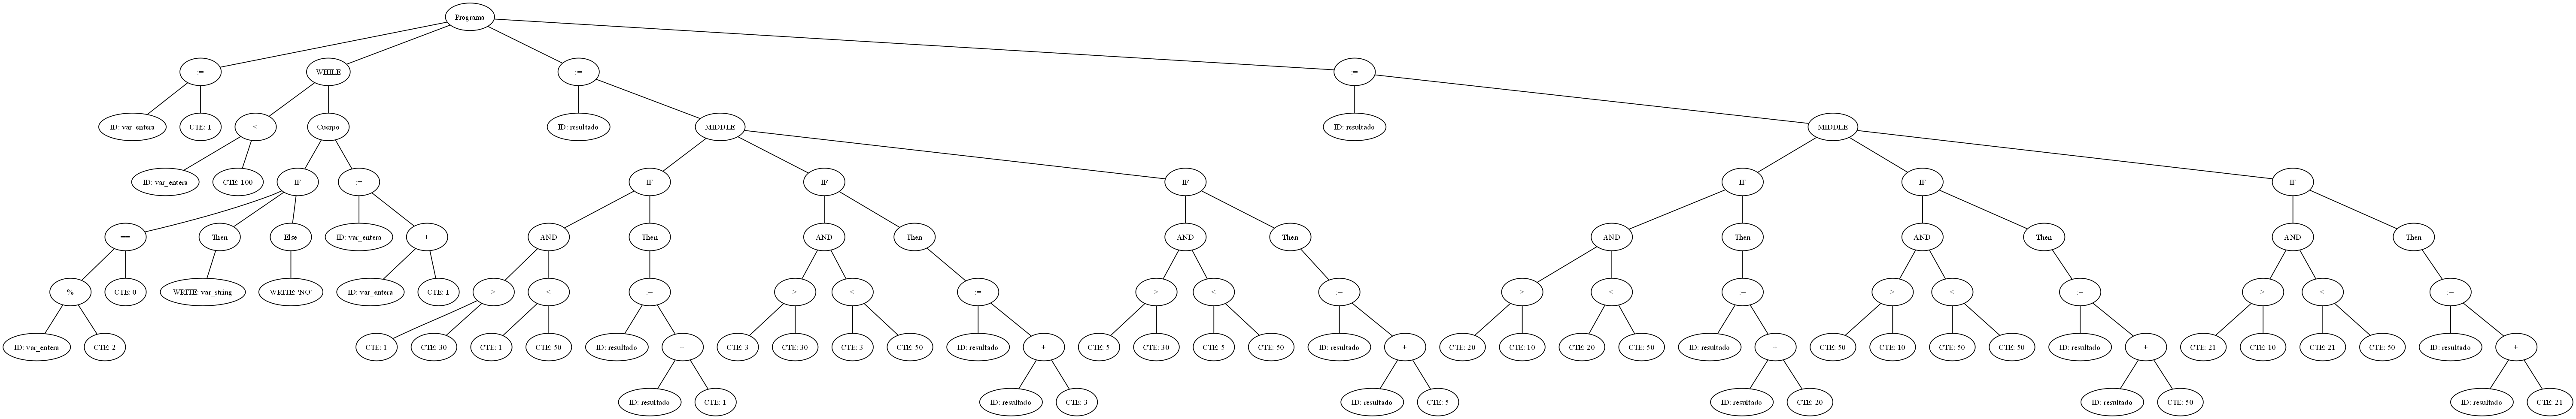 Programa
:= WHILE := :=
ID: var_entera CTE: 1 < Cuerpo ID: resultado MIDDLE ID: resultado MIDDLE
ID: var_entera CTE: 100 IF := IF IF IF IF IF IF
== Then Else ID: var_entera + AND Then AND Then AND Then AND Then AND Then AND Then
% CTE: 0 WRITE: var_string WRITE: 'NO' ID: var_entera CTE: 1 > < := > < := > < := > < := > < := > < :=
ID: var_entera CTE: 2 CTE: 1 CTE: 30 CTE: 1 CTE: 50 ID: resultado + CTE: 3 CTE: 30 CTE: 3 CTE: 50 ID: resultado + CTE: 5 CTE: 30 CTE: 5 CTE: 50 ID: resultado + CTE: 20 CTE: 10 CTE: 20 CTE: 50 ID: resultado + CTE: 50 CTE: 10 CTE: 50 CTE: 50 ID: resultado + CTE: 21 CTE: 10 CTE: 21 CTE: 50 ID: resultado +
ID: resultado CTE: 1 ID: resultado CTE: 3 ID: resultado CTE: 5 ID: resultado CTE: 20 ID: resultado CTE: 50 ID: resultado CTE: 21